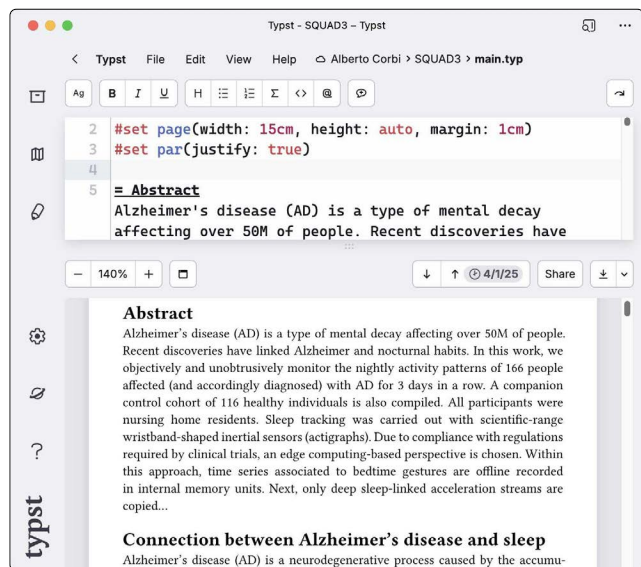 Typst - SQUAD3 – Typst
Typst File Edit View Help Alberto Corbi > SQUAD3 > main.typ
Ag B I U H Σ <> @
2 #set page(width: 15cm, height: auto, margin: 1cm)
3 #set par(justify: true)
4
5 = Abstract
Alzheimer's disease (AD) is a type of mental decay
affecting over 50M of people. Recent discoveries have
− 140% + ↓ ↑ 4/1/25 Share
Abstract
Alzheimer’s disease (AD) is a type of mental decay affecting over 50M of people.
Recent discoveries have linked Alzheimer and nocturnal habits. In this work, we
objectively and unobtrusively monitor the nightly activity patterns of 166 people
affected (and accordingly diagnosed) with AD for 3 days in a row. A companion
control cohort of 116 healthy individuals is also compiled. All participants were
nursing home residents. Sleep tracking was carried out with scientific-range
wristband-shaped inertial sensors (actigraphs). Due to compliance with regulations
required by clinical trials, an edge computing-based perspective is chosen. Within
this approach, time series associated to bedtime gestures are offline recorded
in internal memory units. Next, only deep sleep-linked acceleration streams are
copied...
Connection between Alzheimer’s disease and sleep
Alzheimer’s disease (AD) is a neurodegenerative process caused by the accumu-
?
typst